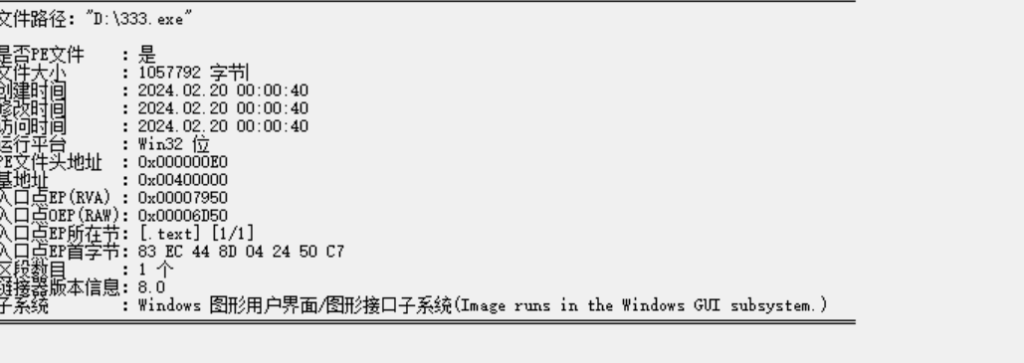 文件路径: "D:\333.exe"
是否PE文件 : 是
文件大小 : 1057792 字节
创建时间 : 2024.02.20 00:00:40
修改时间 : 2024.02.20 00:00:40
访问时间 : 2024.02.20 00:00:40
运行平台 : Win32 位
PE文件头地址 : 0x000000E0
基地址 : 0x00400000
入口点EP(RVA) : 0x00007950
入口点OEP(RAW): 0x00006D50
入口点EP所在节: [.text] [1/1]
入口点EP首字节: 83 EC 44 8D 04 24 50 C7
区段数目 : 1 个
链接器版本信息: 8.0
子系统 : Windows 图形用户界面/图形接口子系统(Image runs in the Windows GUI subsystem.)